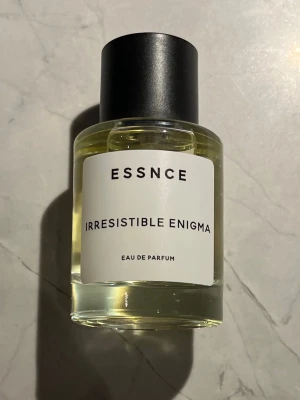 ESSNCE
IRRESISTIBLE ENIGMA
EAU DE PARFUM